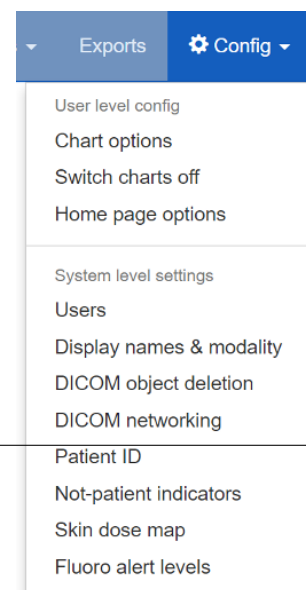 Exports Config
User level config
Chart options
Switch charts off
Home page options
System level settings
Users
Display names & modality
DICOM object deletion
DICOM networking
Patient ID
Not-patient indicators
Skin dose map
Fluoro alert levels